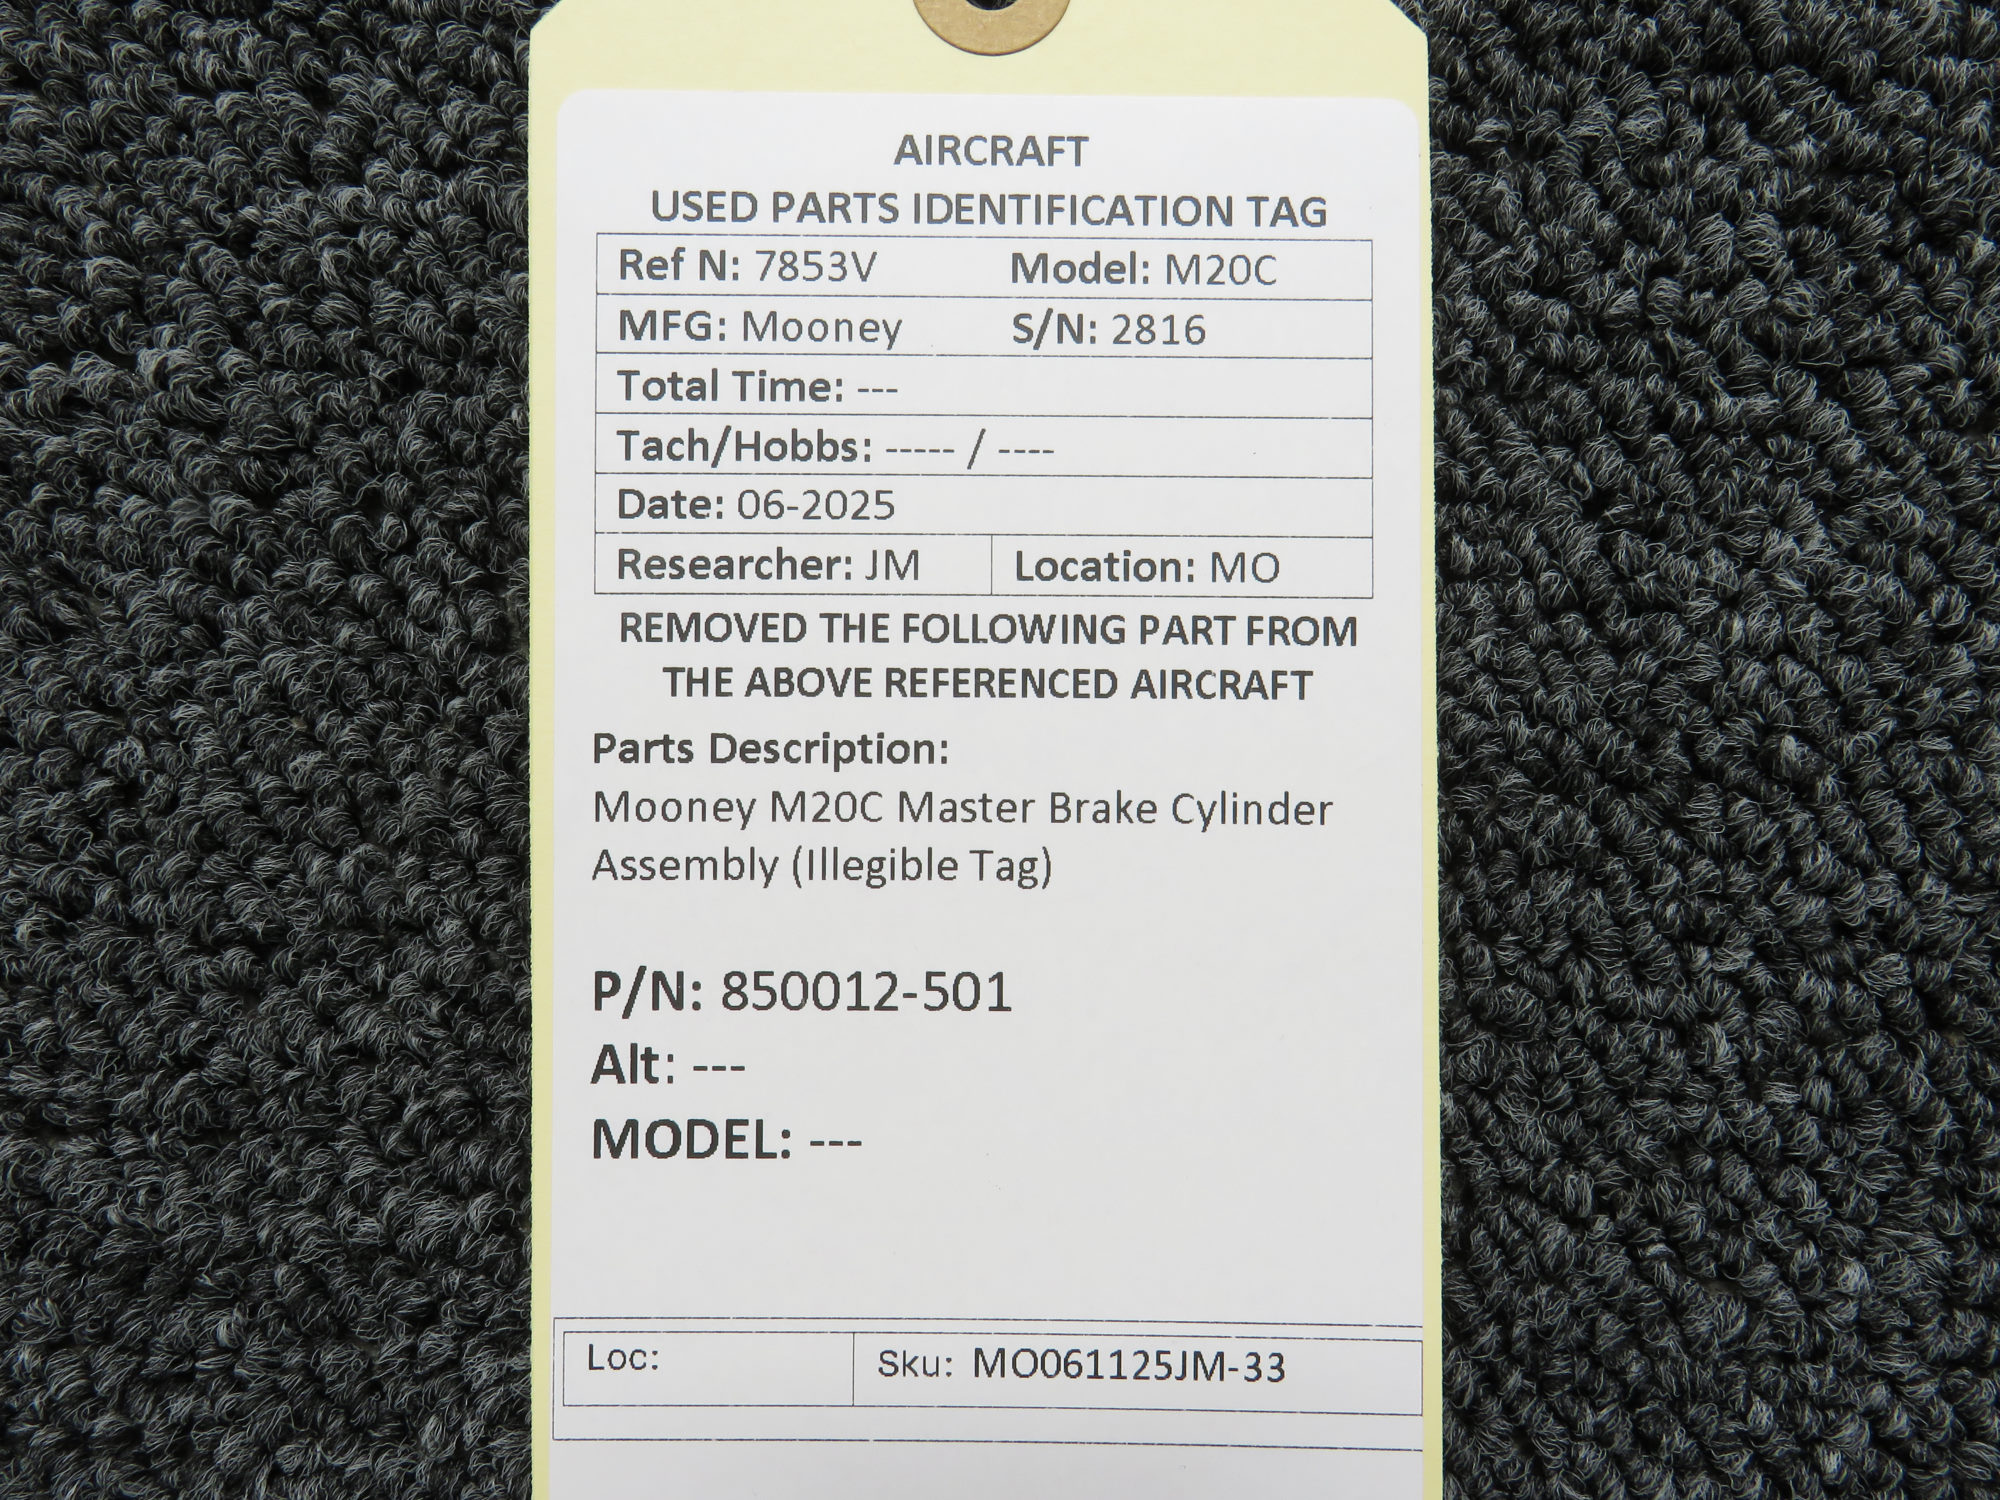 AIRCRAFT
USED PARTS IDENTIFICATION TAG
Ref N: 7853V Model: M20C
MFG: Mooney S/N: 2816
Total Time: ---
Tach/Hobbs: ----- / ----
Date: 06-2025
Researcher: JM Location: MO
REMOVED THE FOLLOWING PART FROM
THE ABOVE REFERENCED AIRCRAFT
Parts Description:
Mooney M20C Master Brake Cylinder
Assembly (Illegible Tag)
P/N: 850012-501
Alt: ---
MODEL: ---
Loc: Sku: MO061125JM-33